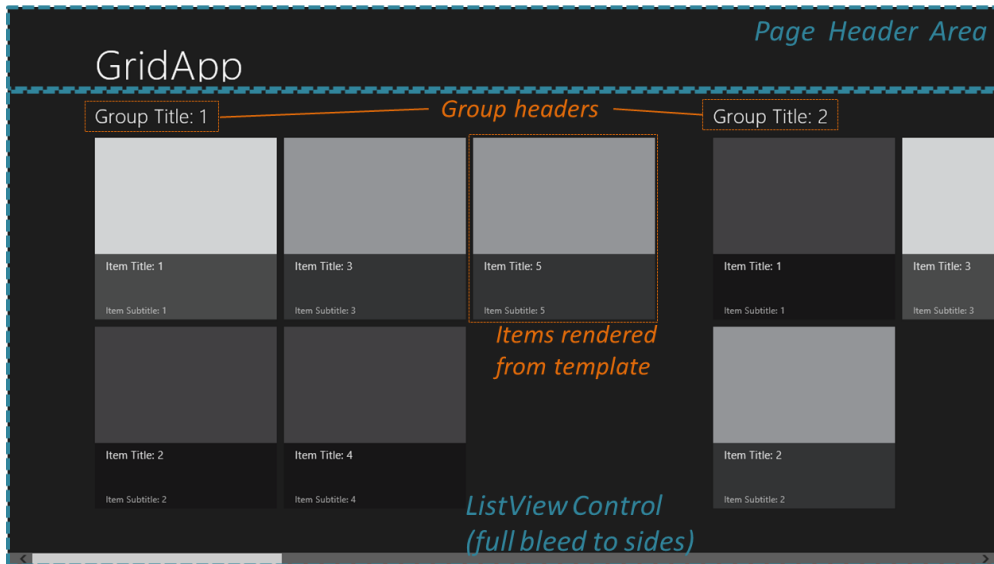 Page Header Area
GridApp
Group Title: 1
Group headers
Group Title: 2
Item Title: 1
Item Subtitle: 1
Item Title: 3
Item Subtitle: 3
Item Title: 5
Item Subtitle: 5
Item Title: 1
Item Subtitle: 1
Item Title: 3
Item Subtitle: 3
Items rendered
from template
Item Title: 2
Item Subtitle: 2
Item Title: 4
Item Subtitle: 4
Item Title: 2
Item Subtitle: 2
ListView Control
(full bleed to sides)